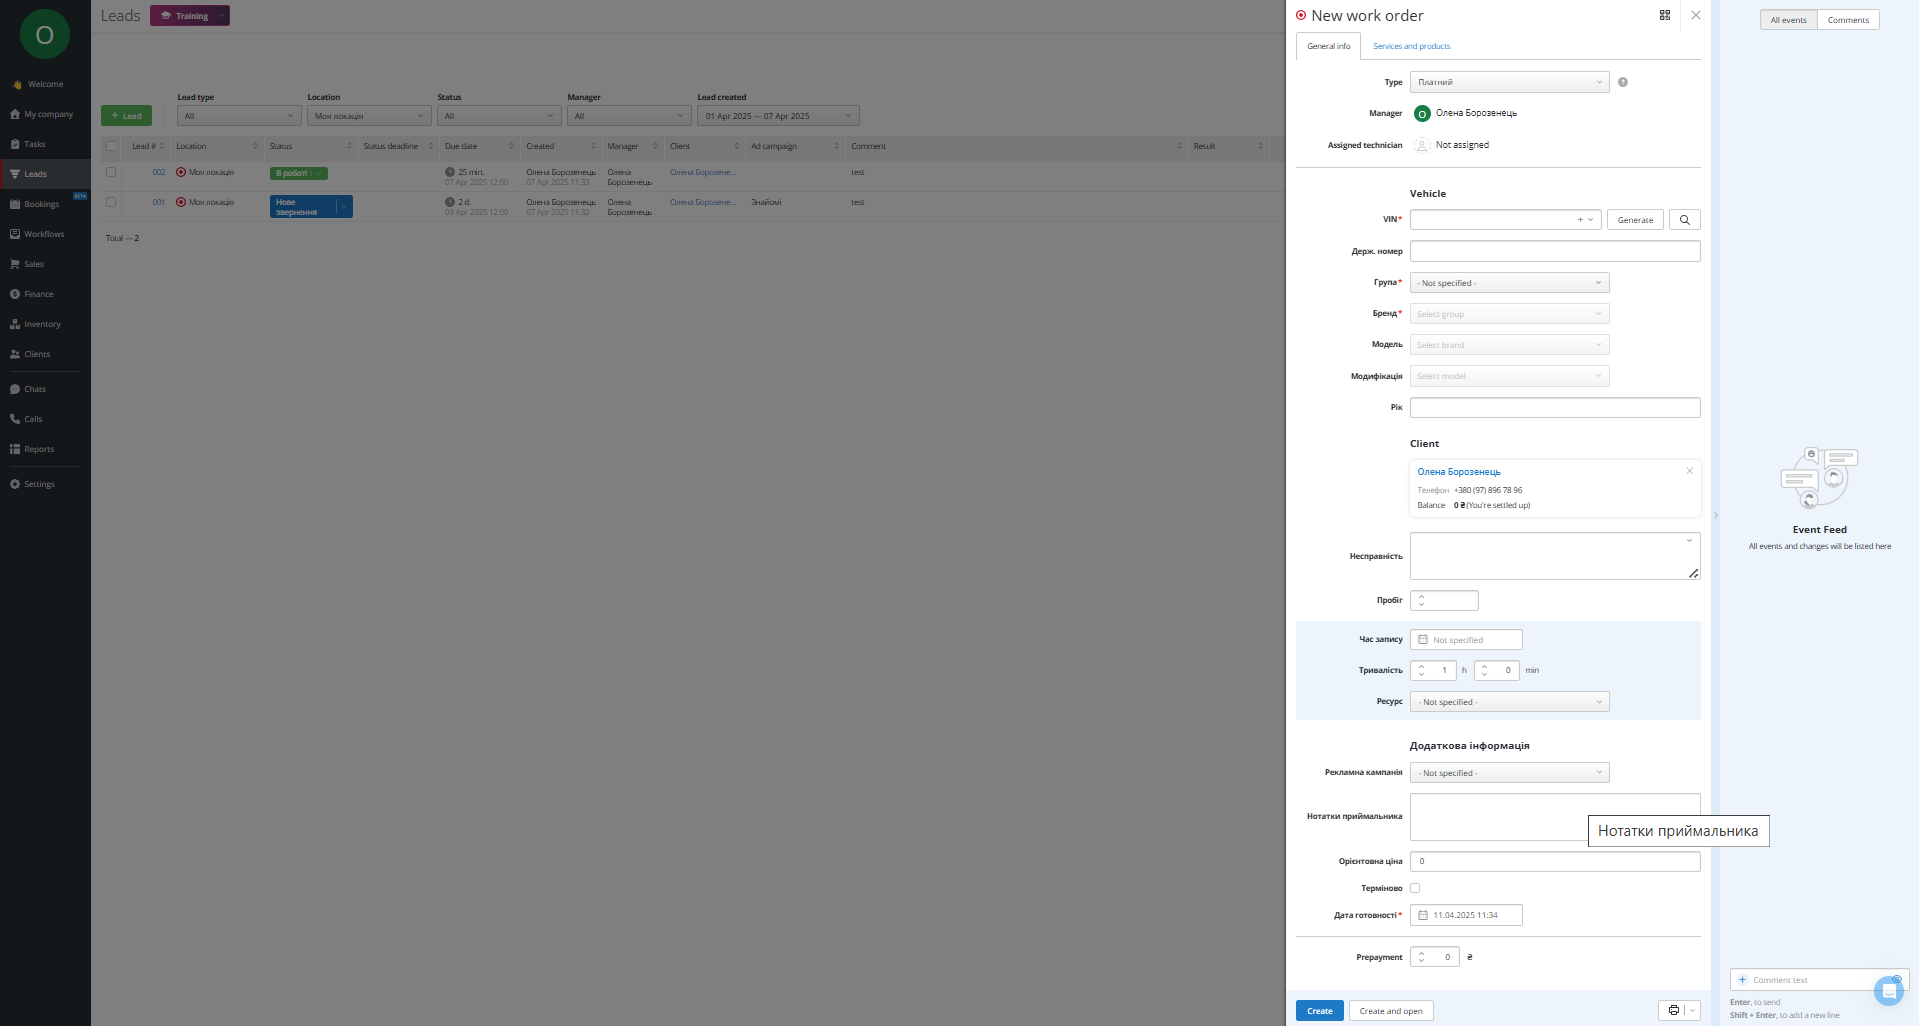 O
Welcome
My company
Tasks
Leads
Bookings
BETA
Workflows
Sales
Finance
Inventory
Clients
Chats
Calls
Reports
Settings
Leads
Training
+ Lead
Lead type
All
Location
Моя локація
Status
All
Manager
All
Lead created
01 Apr 2025 — 07 Apr 2025
Lead # Location Status Status deadline Due date Created Manager Client Ad campaign Comment Result
002 Моя локація В роботі 25 min. 07 Apr 2025 12:00 Олена Борозенець 07 Apr 2025 11:33 Олена Борозенець Олена Борозене... test
001 Моя локація Нове звернення 2 d. 09 Apr 2025 12:00 Олена Борозенець 07 Apr 2025 11:32 Олена Борозенець Олена Борозене... Знайомі test
Total — 2
New work order
General info
Services and products
Type Платний ?
Manager O Олена Борозенець
Assigned technician Not assigned
Vehicle
VIN* + Generate
Держ. номер
Група* - Not specified -
Бренд* Select group
Модель Select brand
Модифікація Select model
Рік
Client
Олена Борозенець
Телефон +380 (97) 896 78 96
Balance 0 ₴ (You're settled up)
Несправність
Пробіг
Час запису Not specified
Тривалість 1 h 0 min
Ресурс - Not specified -
Додаткова інформація
Рекламна кампанія - Not specified -
Нотатки приймальника
Нотатки приймальника
Орієнтовна ціна 0
Терміново
Дата готовності* 11.04.2025 11:34
Prepayment 0 ₴
Create
Create and open
All events
Comments
Event Feed
All events and changes will be listed here
+ Comment text
Enter, to send
Shift + Enter, to add a new line